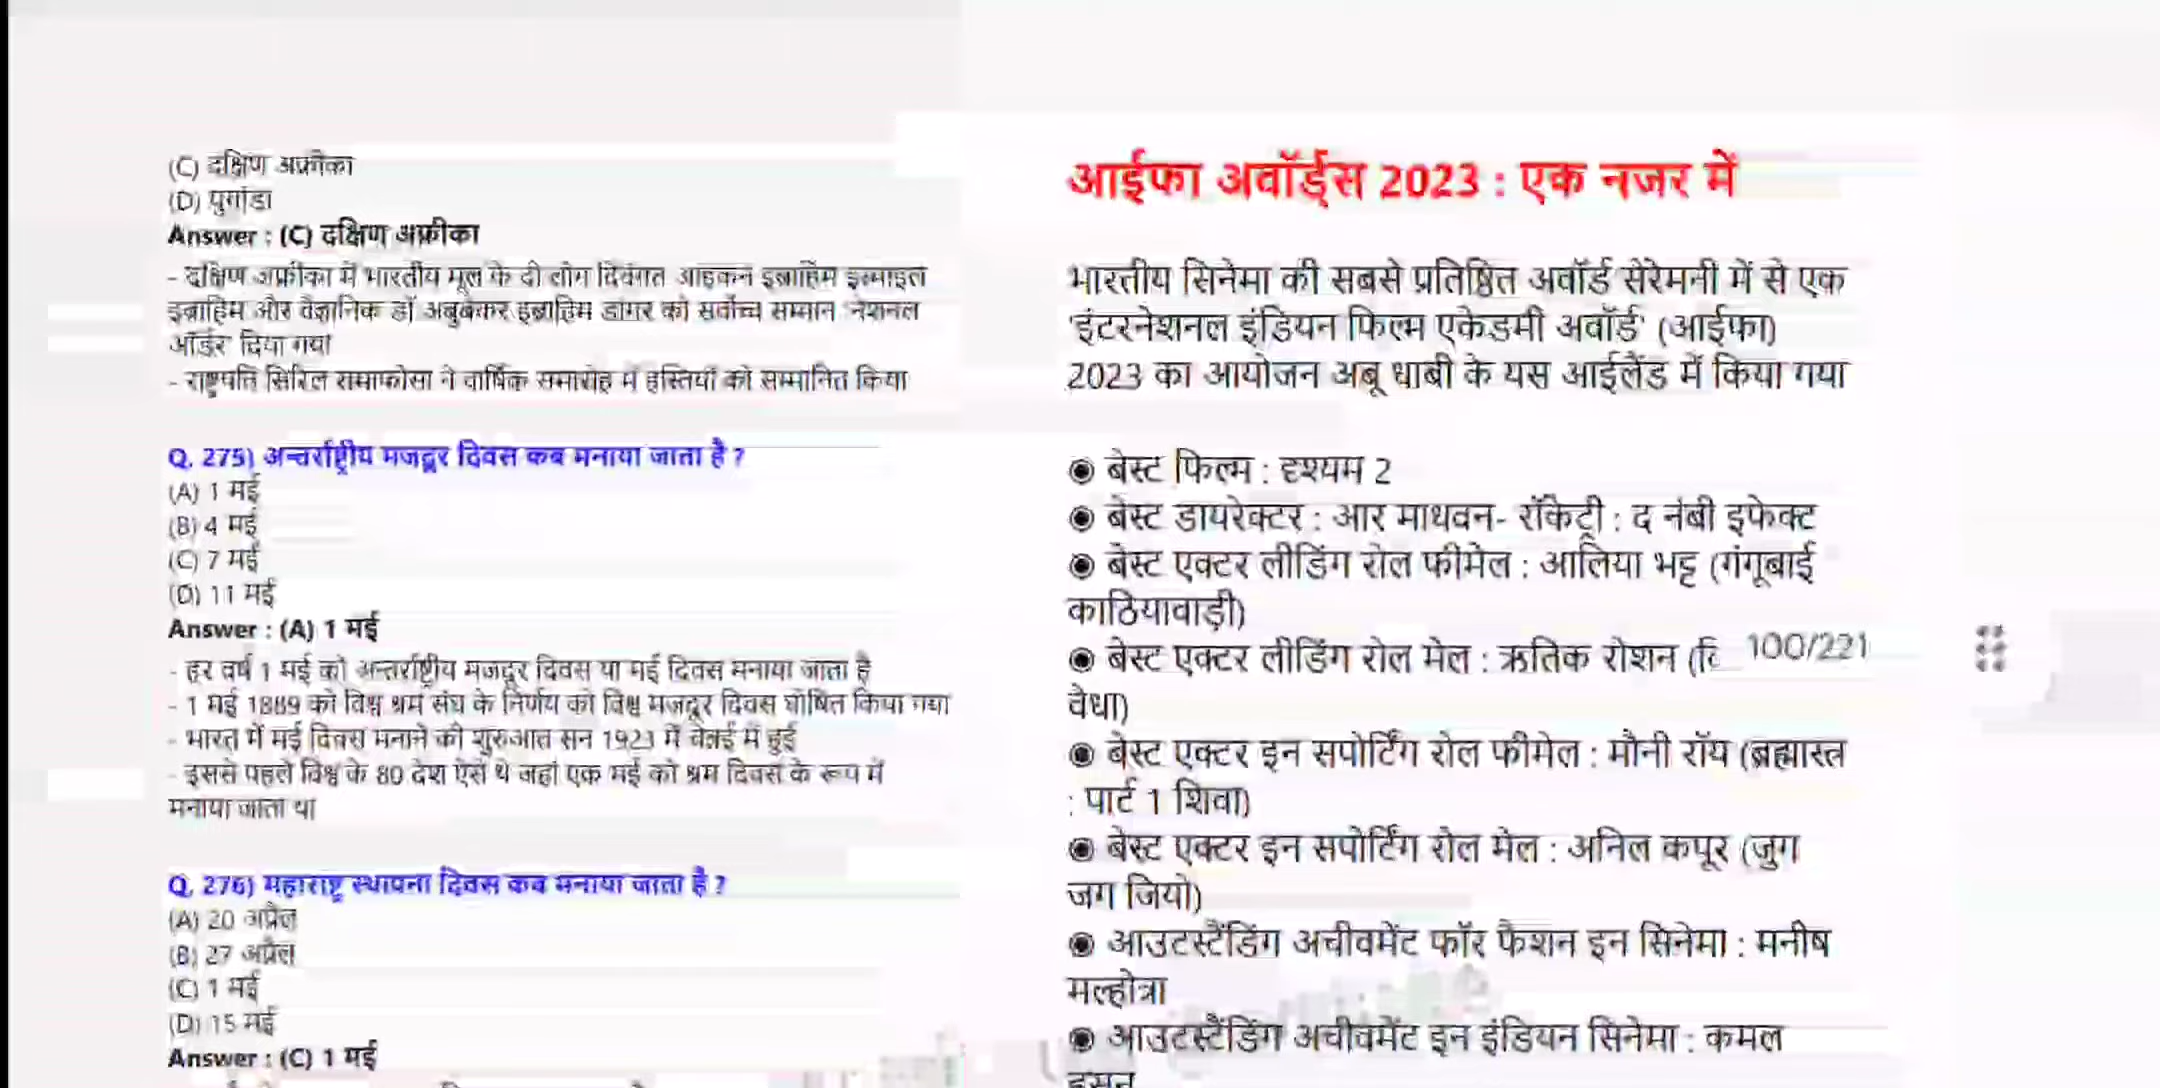 (C) दक्षिण अफ्रीका
(D) युगांडा
Answer : (C) दक्षिण अफ्रीका
- दक्षिण अफ्रीका में भारतीय मूल के दो लोग दिवंगत आइकन इब्राहिम इस्माइल
इब्राहिम और वैज्ञानिक डॉ अबुबेकर इब्राहिम डांगर को सर्वोच्च सम्मान 'नेशनल
ऑर्डर' दिया गया
- राष्ट्रपति सिरिल रामाफोसा ने वार्षिक समारोह में हस्तियों को सम्मानित किया
Q. 275) अन्तर्राष्ट्रीय मजदूर दिवस कब मनाया जाता है ?
(A) 1 मई
(B) 4 मई
(C) 7 मई
(D) 11 मई
Answer : (A) 1 मई
- हर वर्ष 1 मई को अन्तर्राष्ट्रीय मजदूर दिवस या मई दिवस मनाया जाता है
- 1 मई 1889 को विश्व श्रम संघ के निर्णय को विश्व मजदूर दिवस घोषित किया गया
- भारत में मई दिवस मनाने की शुरुआत सन 1923 में चेन्नई में हुई
- इससे पहले विश्व के 80 देश ऐसे थे जहां एक मई को श्रम दिवस के रूप में
मनाया जाता था
Q. 276) महाराष्ट्र स्थापना दिवस कब मनाया जाता है ?
(A) 20 अप्रैल
(B) 27 अप्रैल
(C) 1 मई
(D) 15 मई
Answer : (C) 1 मई
आईफा अवॉर्ड्स 2023 : एक नजर में
भारतीय सिनेमा की सबसे प्रतिष्ठित अवॉर्ड सेरेमनी में से एक
'इंटरनेशनल इंडियन फिल्म एकेडमी अवॉर्ड' (आईफा)
2023 का आयोजन अबू धाबी के यस आईलैंड में किया गया
◉ बेस्ट फिल्म : दृश्यम 2
◉ बेस्ट डायरेक्टर : आर माधवन- रॉकेट्री : द नंबी इफेक्ट
◉ बेस्ट एक्टर लीडिंग रोल फीमेल : आलिया भट्ट (गंगूबाई
काठियावाड़ी)
◉ बेस्ट एक्टर लीडिंग रोल मेल : ऋतिक रोशन (वि 100/221
वेधा)
◉ बेस्ट एक्टर इन सपोर्टिंग रोल फीमेल : मौनी रॉय (ब्रह्मास्त्र
: पार्ट 1 शिवा)
◉ बेस्ट एक्टर इन सपोर्टिंग रोल मेल : अनिल कपूर (जुग
जग जियो)
◉ आउटस्टैंडिंग अचीवमेंट फॉर फैशन इन सिनेमा : मनीष
मल्होत्रा
◉ आउटस्टैंडिंग अचीवमेंट इन इंडियन सिनेमा : कमल
हसन